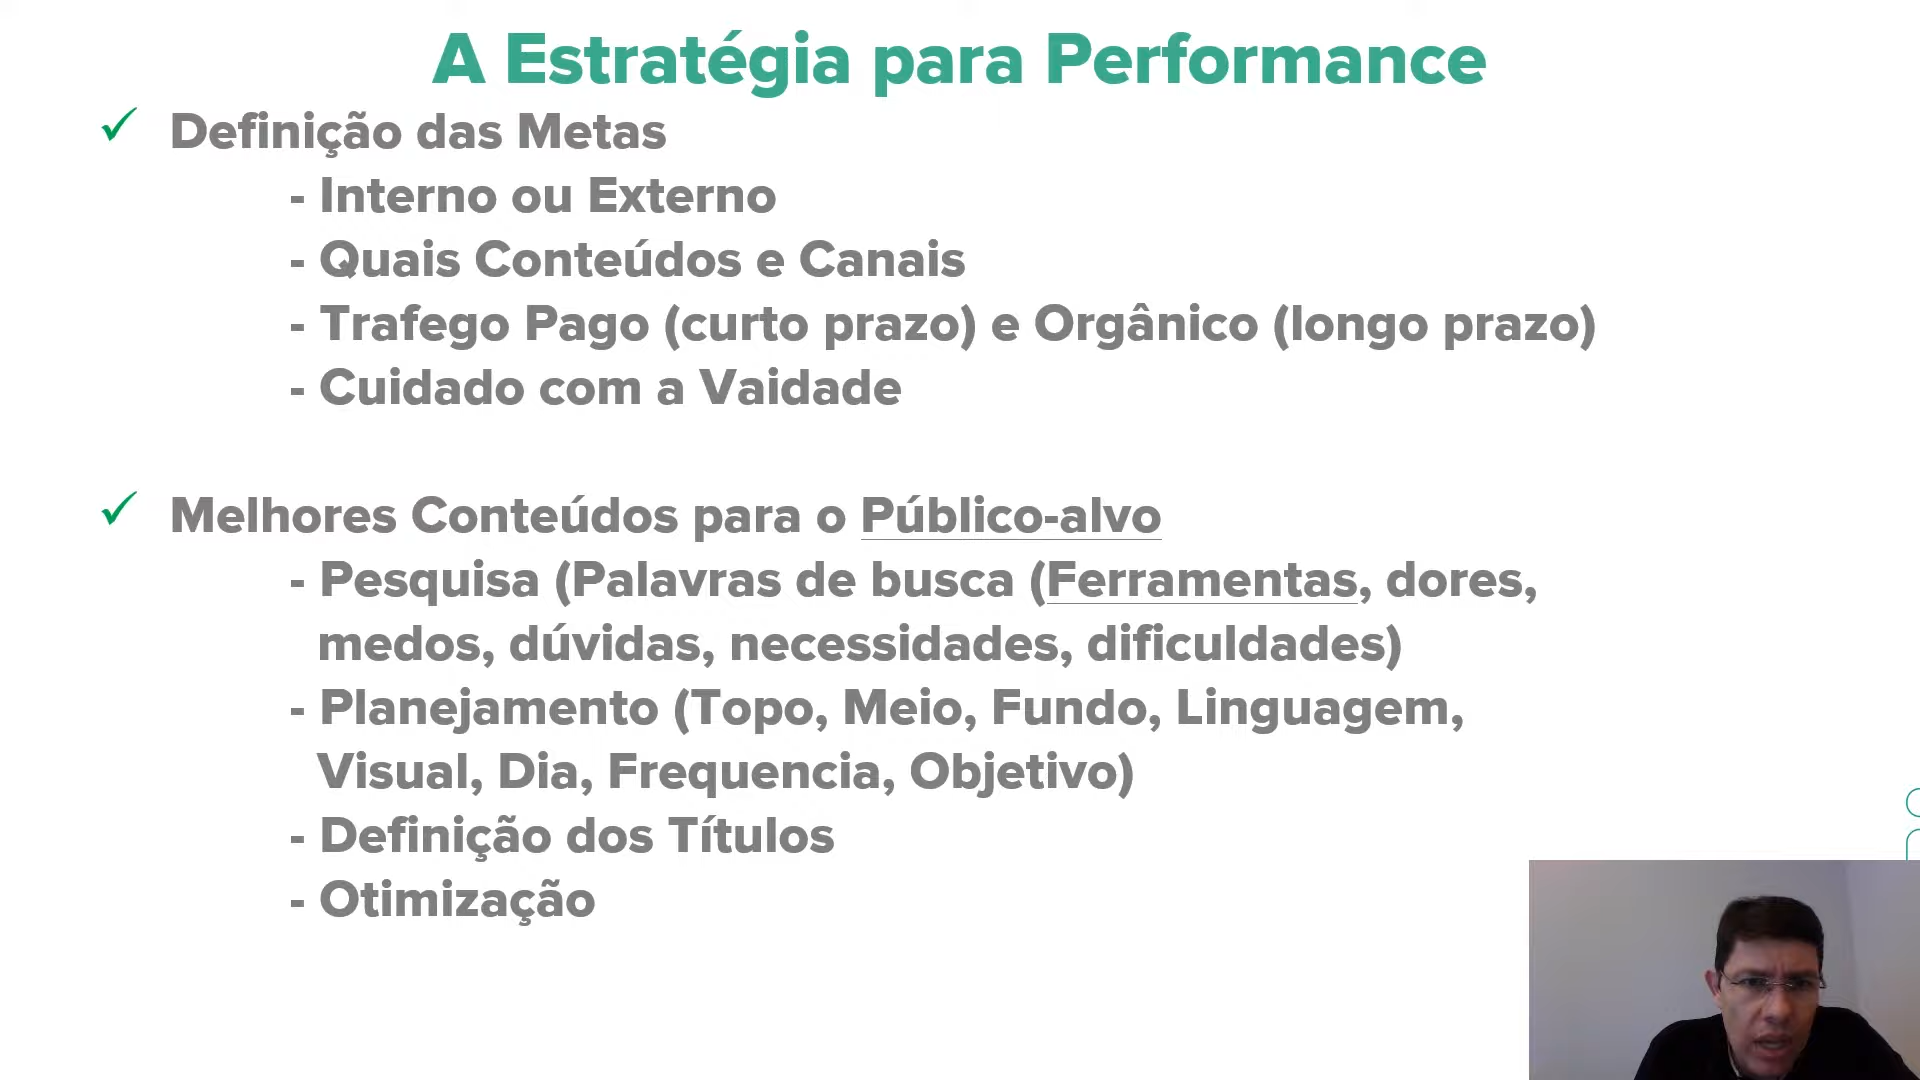 A Estratégia para Performance
✓ Definição das Metas
- Interno ou Externo
- Quais Conteúdos e Canais
- Trafego Pago (curto prazo) e Orgânico (longo prazo)
- Cuidado com a Vaidade
✓ Melhores Conteúdos para o Público-alvo
- Pesquisa (Palavras de busca (Ferramentas, dores,
medos, dúvidas, necessidades, dificuldades)
- Planejamento (Topo, Meio, Fundo, Linguagem,
Visual, Dia, Frequencia, Objetivo)
- Definição dos Títulos
- Otimização